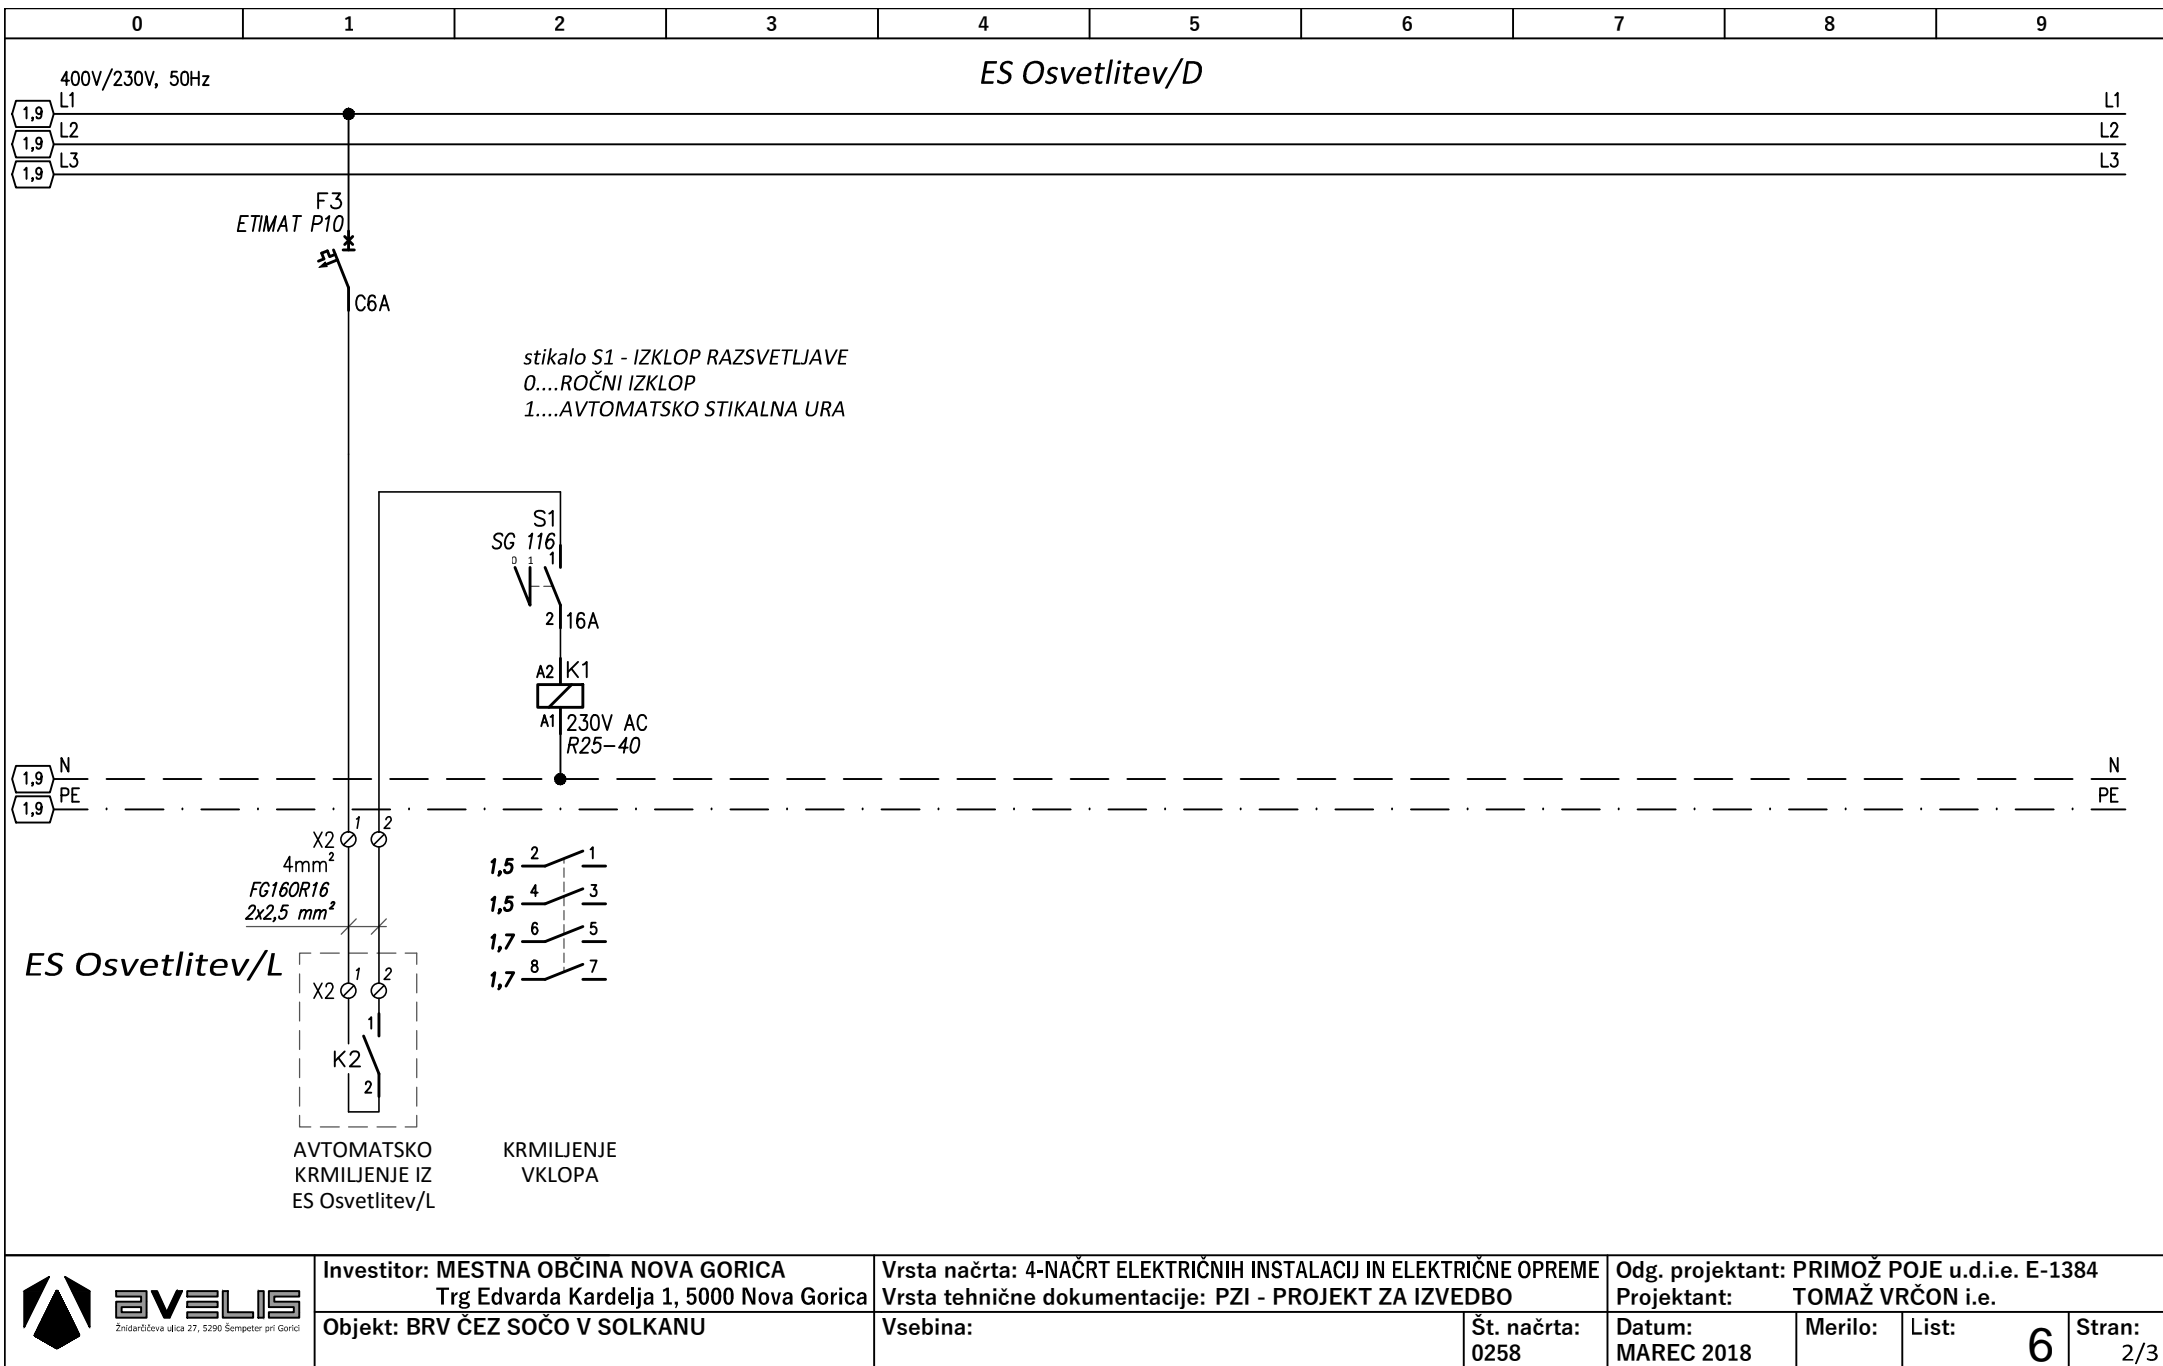 0 1 2 3 4 5 6 7 8 9
ES Osvetlitev/D
400V/230V, 50Hz
1,9 L1 L1
1,9 L2 L2
1,9 L3 L3
F3
ETIMAT P10
C6A
stikalo S1 - IZKLOP RAZSVETLJAVE
0....ROČNI IZKLOP
1....AVTOMATSKO STIKALNA URA
S1
SG 116
0 1 1
2 16A
A2 K1
A1 230V AC
R25-40
1,9 N N
1,9 PE PE
X2 1 2
4mm²
FG16OR16
2x2,5 mm²
1,5 2 1
1,5 4 3
1,7 6 5
1,7 8 7
ES Osvetlitev/L
X2 1 2
1
K2
2
AVTOMATSKO
KRMILJENJE IZ
ES Osvetlitev/L
KRMILJENJE
VKLOPA
AVELIS
Žnidarčičeva ulica 27, 5290 Šempeter pri Gorici
Investitor: MESTNA OBČINA NOVA GORICA
Trg Edvarda Kardelja 1, 5000 Nova Gorica
Objekt: BRV ČEZ SOČO V SOLKANU
Vrsta načrta: 4-NAČRT ELEKTRIČNIH INSTALACIJ IN ELEKTRIČNE OPREME
Vrsta tehnične dokumentacije: PZI - PROJEKT ZA IZVEDBO
Vsebina:
Št. načrta:
0258
Odg. projektant: PRIMOŽ POJE u.d.i.e. E-1384
Projektant: TOMAŽ VRČON i.e.
Datum:
MAREC 2018
Merilo:
List: 6
Stran:
2/3